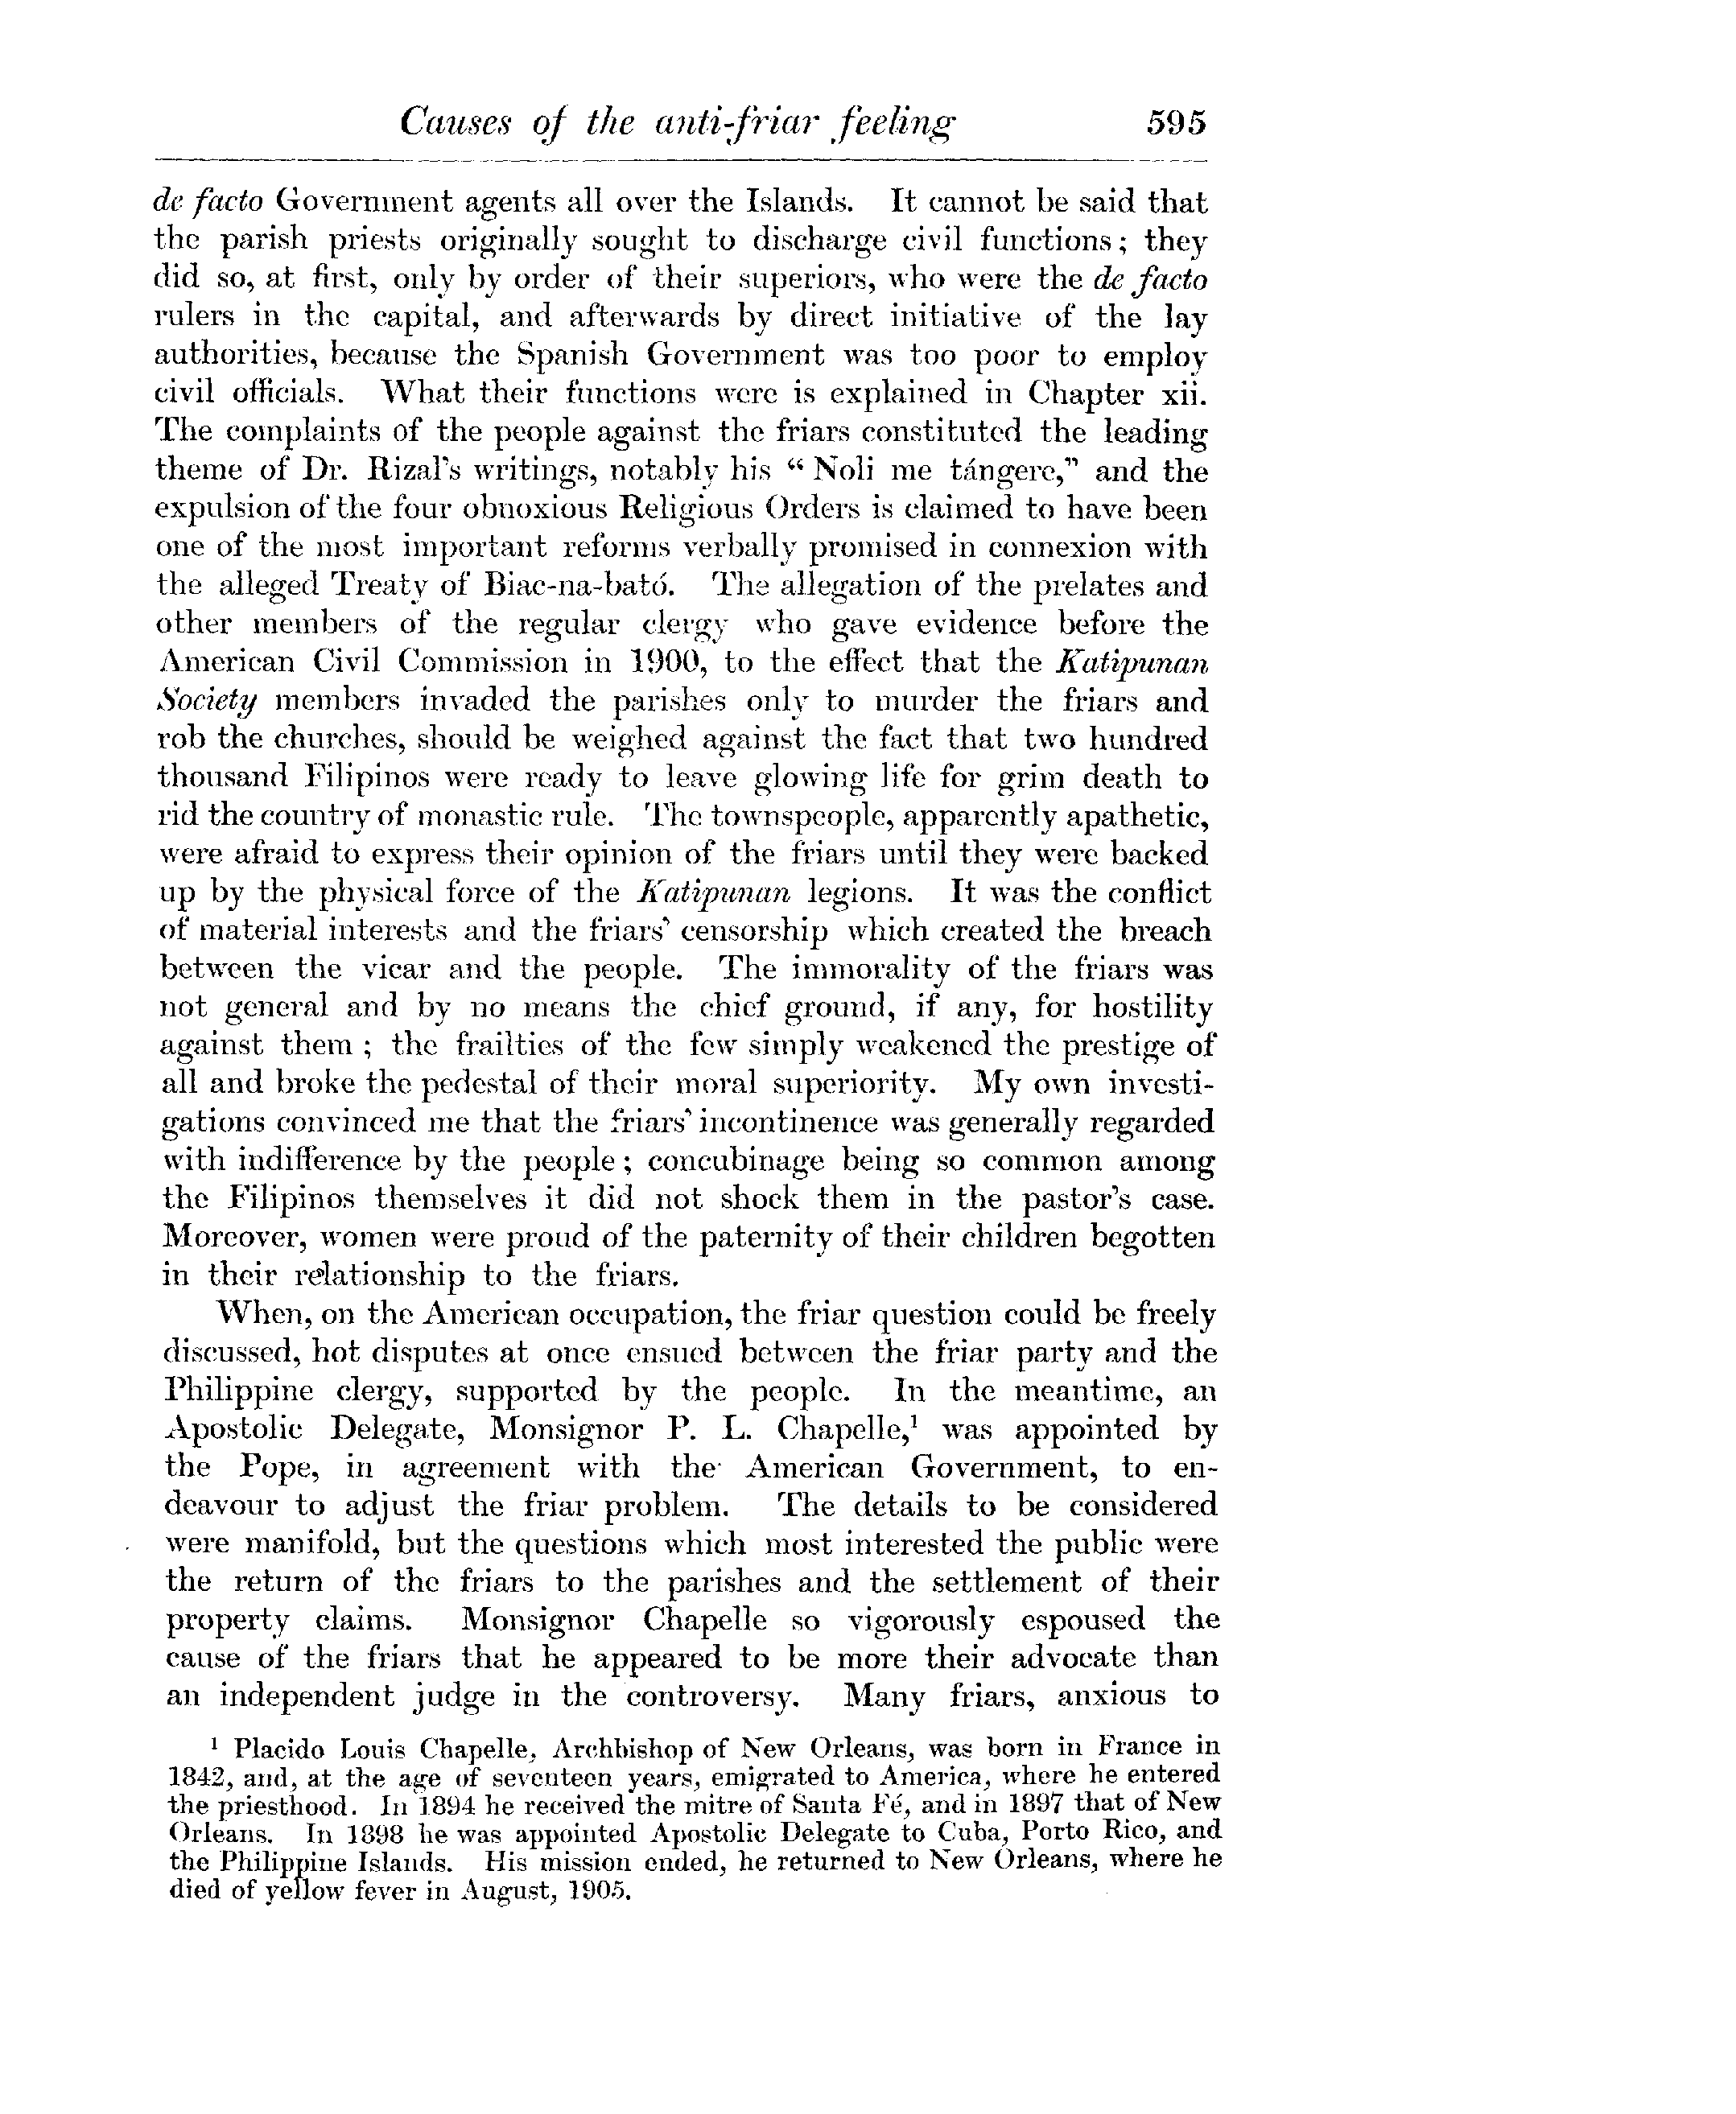 Causes of the anti-friar feeling 595
de facto Government agents all over the Islands. It cannot be said that
the parish priests originally sought to discharge civil functions; they
did so, at first, only by order of their superiors, who were the de facto
rulers in the capital, and afterwards by direct initiative of the lay
authorities, because the Spanish Government was too poor to employ
civil officials. What their functions were is explained in Chapter xii.
The complaints of the people against the friars constituted the leading
theme of Dr. Rizal's writings, notably his “Noli me tángere,” and the
expulsion of the four obnoxious Religious Orders is claimed to have been
one of the most important reforms verbally promised in connexion with
the alleged Treaty of Biac-na-bató. The allegation of the prelates and
other members of the regular clergy who gave evidence before the
American Civil Commission in 1900, to the effect that the Katipunan
Society members invaded the parishes only to murder the friars and
rob the churches, should be weighed against the fact that two hundred
thousand Filipinos were ready to leave glowing life for grim death to
rid the country of monastic rule. The townspeople, apparently apathetic,
were afraid to express their opinion of the friars until they were backed
up by the physical force of the Katipunan legions. It was the conflict
of material interests and the friars' censorship which created the breach
between the vicar and the people. The immorality of the friars was
not general and by no means the chief ground, if any, for hostility
against them ; the frailties of the few simply weakened the prestige of
all and broke the pedestal of their moral superiority. My own investi-
gations convinced me that the friars' incontinence was generally regarded
with indifference by the people; concubinage being so common among
the Filipinos themselves it did not shock them in the pastor's case.
Moreover, women were proud of the paternity of their children begotten
in their relationship to the friars.
When, on the American occupation, the friar question could be freely
discussed, hot disputes at once ensued between the friar party and the
Philippine clergy, supported by the people. In the meantime, an
Apostolic Delegate, Monsignor P. L. Chapelle,¹ was appointed by
the Pope, in agreement with the American Government, to en-
deavour to adjust the friar problem. The details to be considered
were manifold, but the questions which most interested the public were
the return of the friars to the parishes and the settlement of their
property claims. Monsignor Chapelle so vigorously espoused the
cause of the friars that he appeared to be more their advocate than
an independent judge in the controversy. Many friars, anxious to
¹ Placido Louis Chapelle, Archbishop of New Orleans, was born in France in
1842, and, at the age of seventeen years, emigrated to America, where he entered
the priesthood. In 1894 he received the mitre of Santa Fé, and in 1897 that of New
Orleans. In 1898 he was appointed Apostolic Delegate to Cuba, Porto Rico, and
the Philippine Islands. His mission ended, he returned to New Orleans, where he
died of yellow fever in August, 1905.